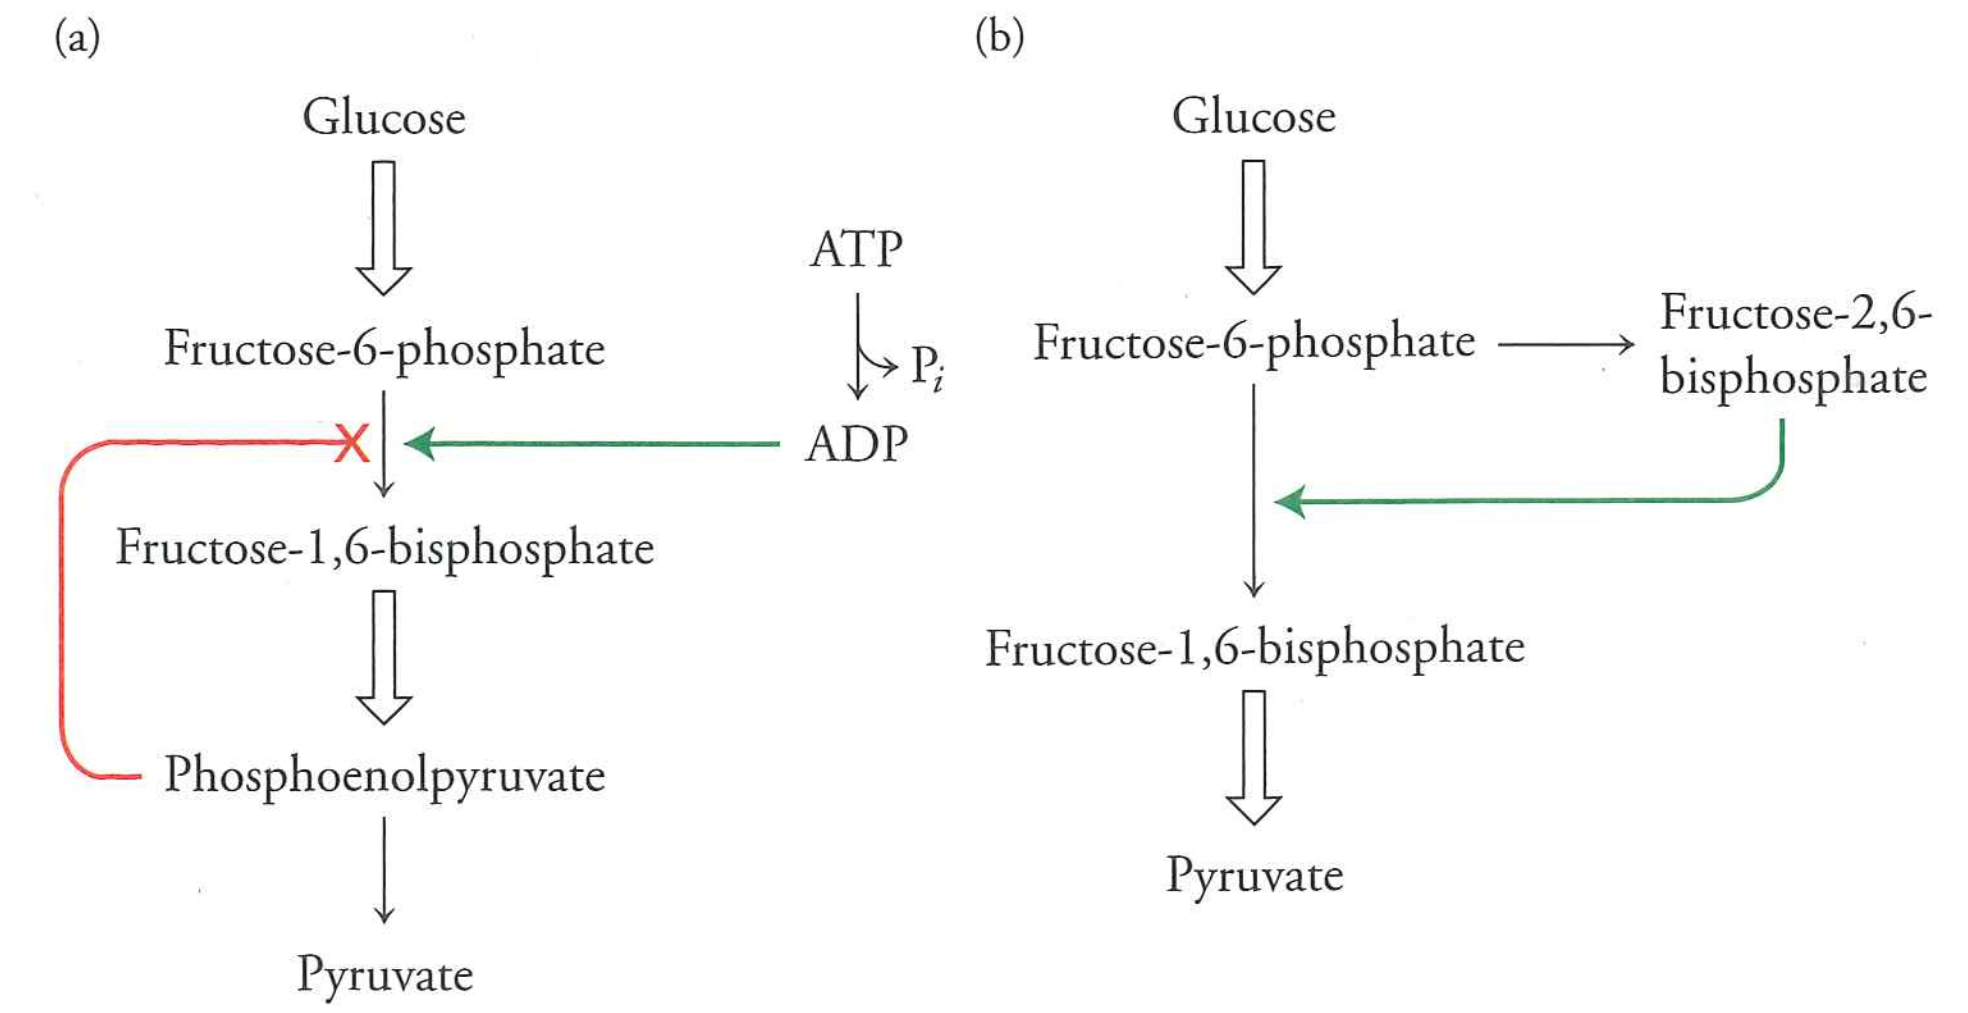 (a)
Glucose
Fructose-6-phosphate
ATP
Pi
ADP
X
Fructose-1,6-bisphosphate
Phosphoenolpyruvate
Pyruvate
(b)
Glucose
Fructose-6-phosphate
Fructose-2,6-
bisphosphate
Fructose-1,6-bisphosphate
Pyruvate